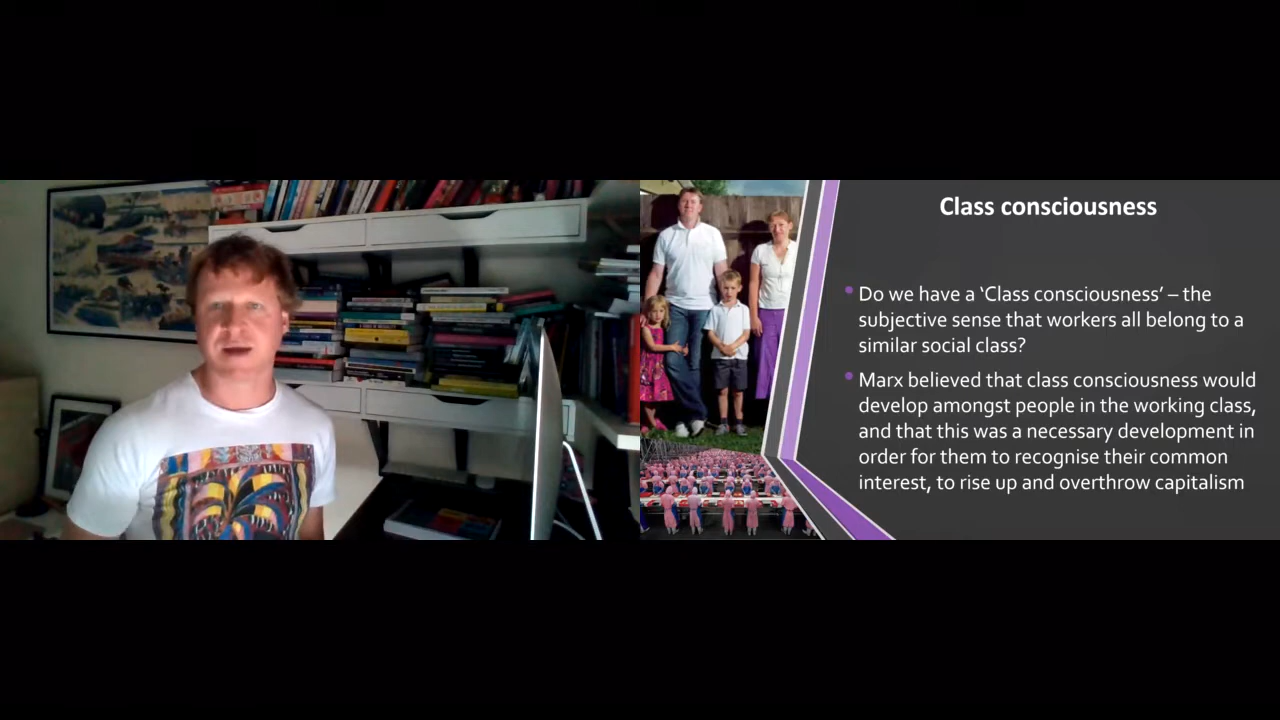 Class consciousness
Do we have a ‘Class consciousness’ – the
subjective sense that workers all belong to a
similar social class?
Marx believed that class consciousness would
develop amongst people in the working class,
and that this was a necessary development in
order for them to recognise their common
interest, to rise up and overthrow capitalism